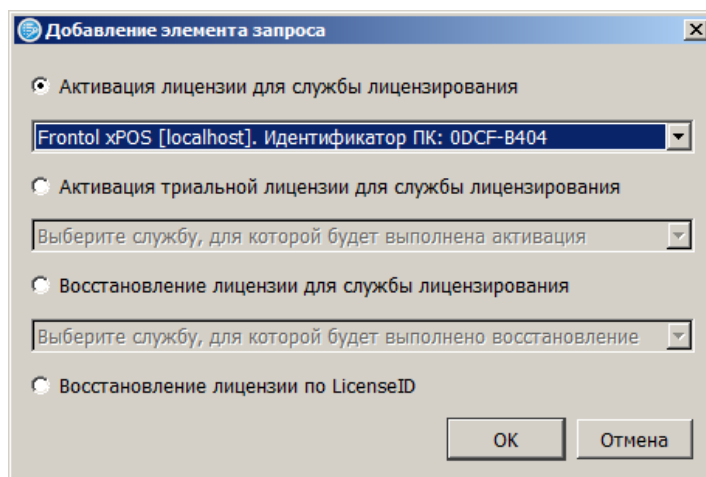 Добавление элемента запроса
Активация лицензии для службы лицензирования
Frontol xPOS [localhost]. Идентификатор ПК: 0DCF-B404
Активация триальной лицензии для службы лицензирования
Выберите службу, для которой будет выполнена активация
Восстановление лицензии для службы лицензирования
Выберите службу, для которой будет выполнено восстановление
Восстановление лицензии по LicenseID
ОК
Отмена